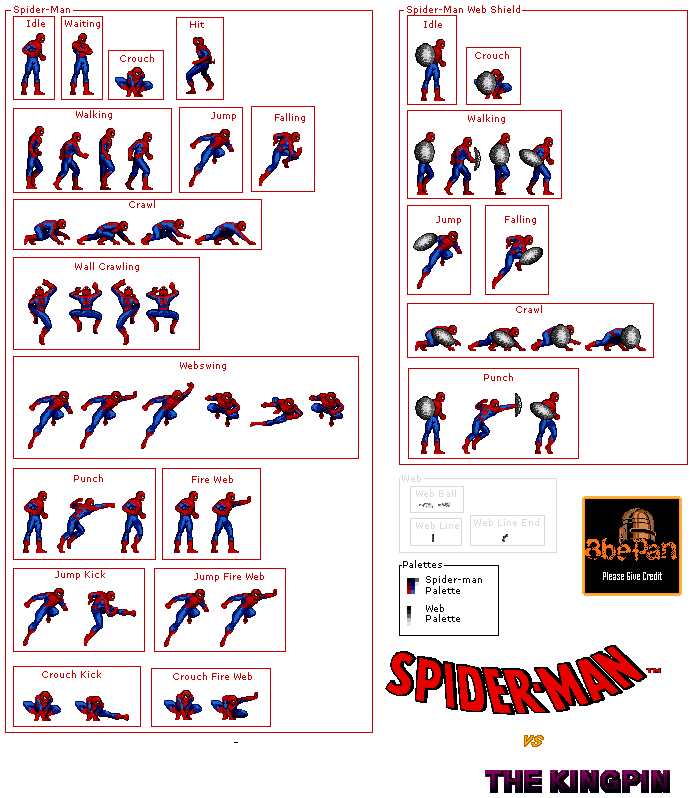 Spider-Man
Idle
Waiting
Crouch
Hit
Walking
Jump
Falling
Crawl
Wall Crawling
Webswing
Punch
Fire Web
Jump Kick
Jump Fire Web
Crouch Kick
Crouch Fire Web
Spider-Man Web Shield
Idle
Crouch
Walking
Jump
Falling
Crawl
Punch
Web
Web Ball
Web Line
Web Line End
Palettes
Spider-man
Palette
Web
Palette
BbePan
Please Give Credit
SPIDER-MAN™
VS
THE KINGPIN